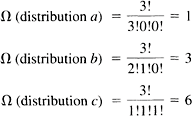 Ω (distribution a) = 3!/3!0!0! = 1
Ω (distribution b) = 3!/2!1!0! = 3
Ω (distribution c) = 3!/1!1!1! = 6